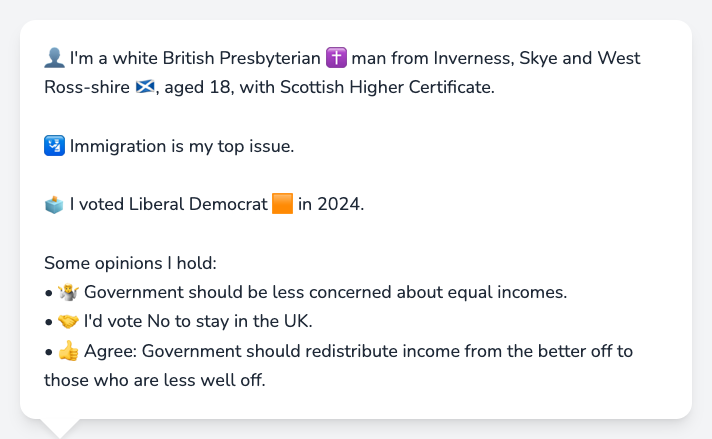 👤 I'm a white British Presbyterian ✝️ man from Inverness, Skye and West
Ross-shire 🏴󠁧󠁢󠁳󠁣󠁴󠁿, aged 18, with Scottish Higher Certificate.
🛂 Immigration is my top issue.
🗳️ I voted Liberal Democrat 🟧 in 2024.
Some opinions I hold:
• 🤷 Government should be less concerned about equal incomes.
• 🤝 I'd vote No to stay in the UK.
• 👍 Agree: Government should redistribute income from the better off to
those who are less well off.